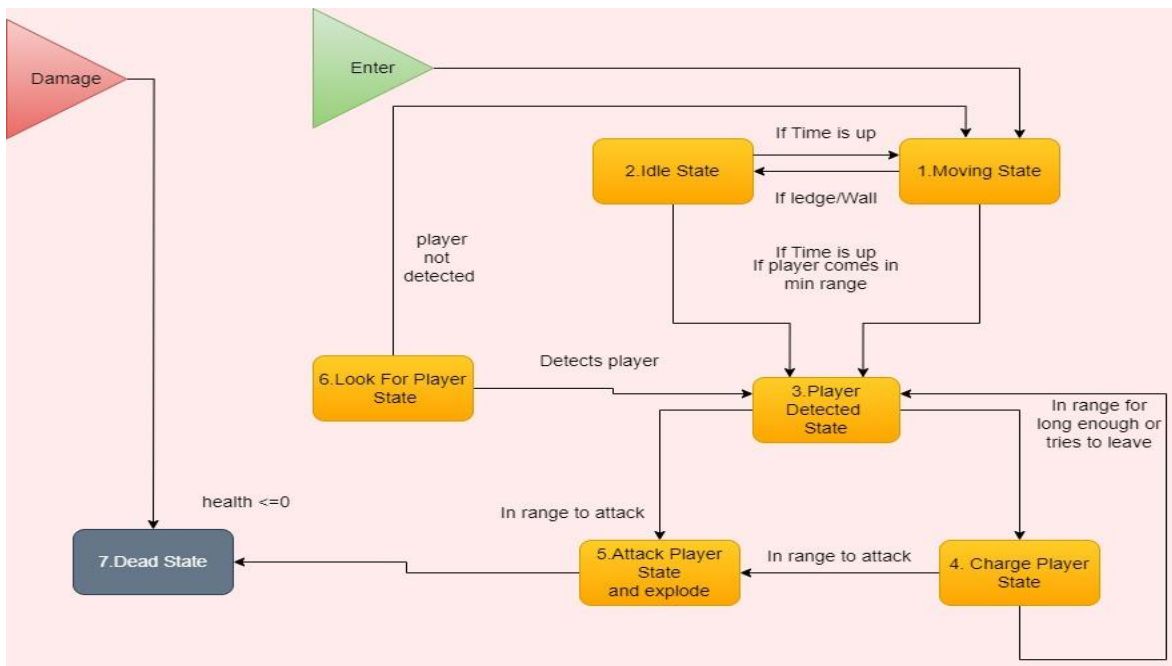 Damage
Enter
If Time is up
2.Idle State
1.Moving State
If ledge/Wall
player
not
detected
If Time is up
If player comes in
min range
Detects player
6.Look For Player
State
3.Player
Detected
State
In range for
long enough or
tries to leave
health <=0
In range to attack
7.Dead State
5.Attack Player
State
and explode
In range to attack
4. Charge Player
State